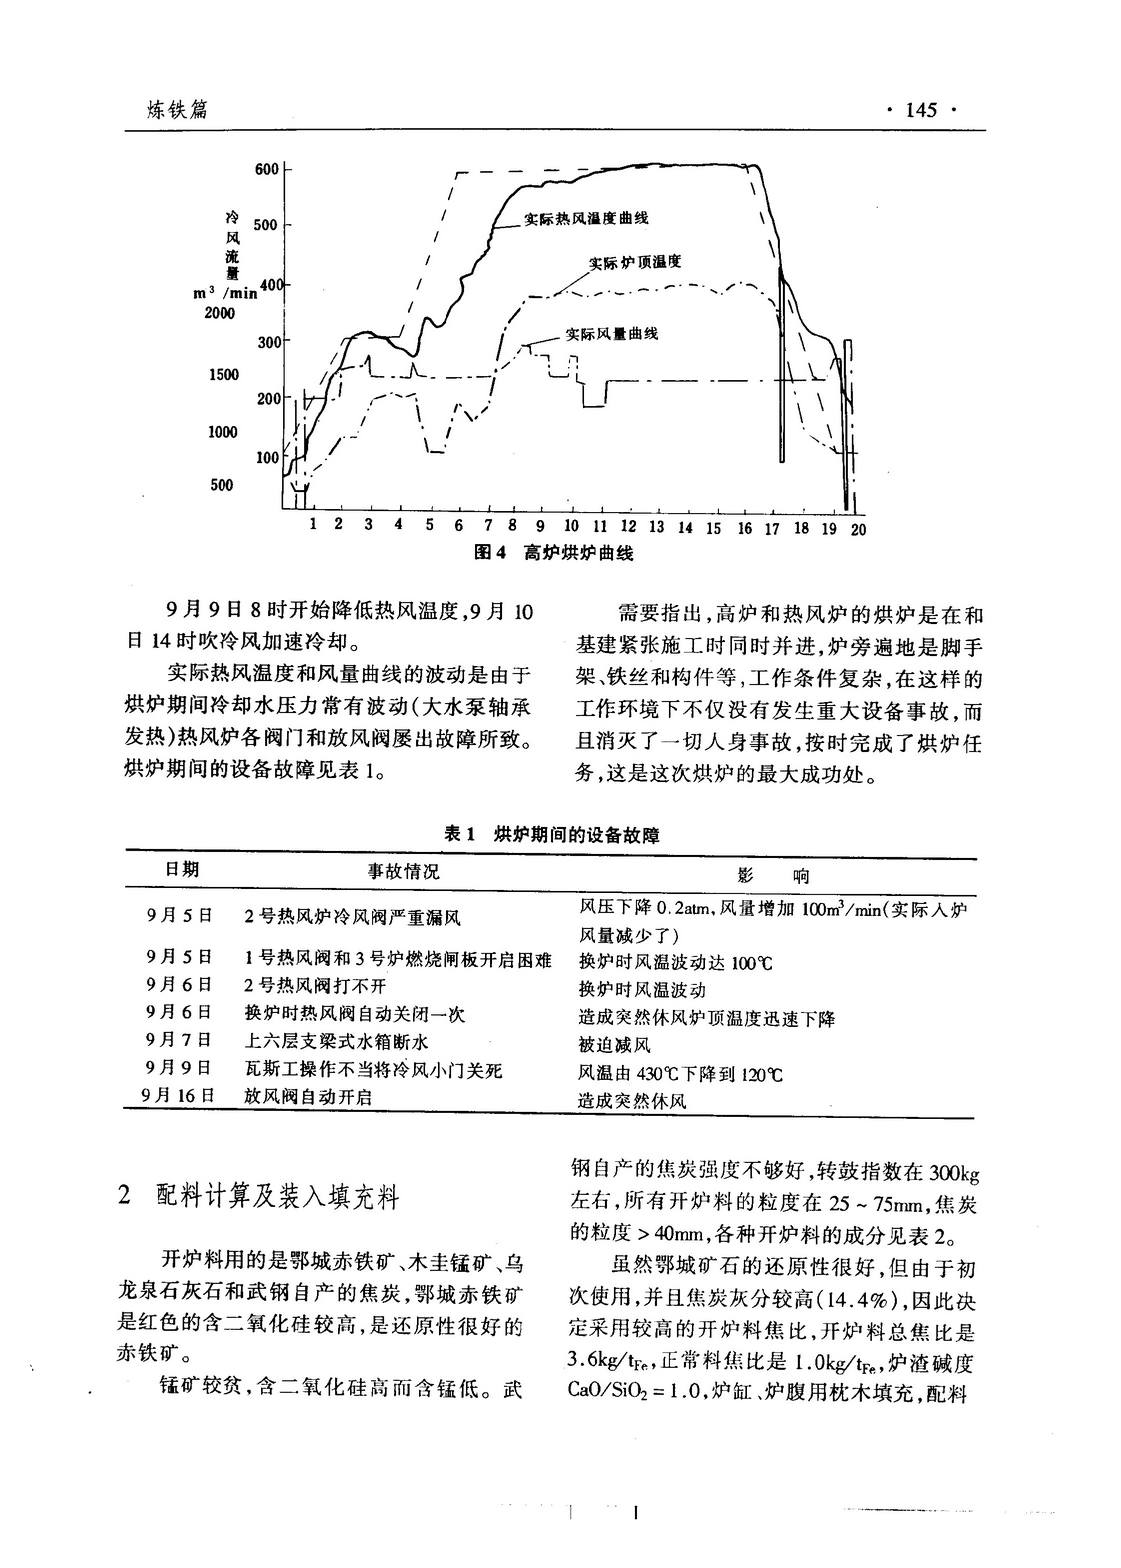 炼铁篇
· 145 ·
600
500
400
300
200
100
冷
风
流
量
m³/min
2000
1500
1000
500
实际热风温度曲线
实际炉顶温度
实际风量曲线
1 2 3 4 5 6 7 8 9 10 11 12 13 14 15 16 17 18 19 20
图4 高炉烘炉曲线
9月9日8时开始降低热风温度,9月10
日14时吹冷风加速冷却。
实际热风温度和风量曲线的波动是由于
烘炉期间冷却水压力常有波动(大水泵轴承
发热)热风炉各阀门和放风阀屡出故障所致。
烘炉期间的设备故障见表1。
需要指出,高炉和热风炉的烘炉是在和
基建紧张施工时同时并进,炉旁遍地是脚手
架、铁丝和构件等,工作条件复杂,在这样的
工作环境下不仅没有发生重大设备事故,而
且消灭了一切人身事故,按时完成了烘炉任
务,这是这次烘炉的最大成功处。
表1 烘炉期间的设备故障
日期 事故情况 影 响
9月5日 2号热风炉冷风阀严重漏风 风压下降0.2atm,风量增加100m³/min(实际入炉
风量减少了)
9月5日 1号热风阀和3号炉燃烧闸板开启困难 换炉时风温波动达100℃
9月6日 2号热风阀打不开 换炉时风温波动
9月6日 换炉时热风阀自动关闭一次 造成突然休风炉顶温度迅速下降
9月7日 上六层支梁式水箱断水 被迫减风
9月9日 瓦斯工操作不当将冷风小门关死 风温由430℃下降到120℃
9月16日 放风阀自动开启 造成突然休风
2 配料计算及装入填充料
开炉料用的是鄂城赤铁矿、木圭锰矿、乌
龙泉石灰石和武钢自产的焦炭,鄂城赤铁矿
是红色的含二氧化硅较高,是还原性很好的
赤铁矿。
锰矿较贫,含二氧化硅高而含锰低。武
钢自产的焦炭强度不够好,转鼓指数在300kg
左右,所有开炉料的粒度在25~75mm,焦炭
的粒度>40mm,各种开炉料的成分见表2。
虽然鄂城矿石的还原性很好,但由于初
次使用,并且焦炭灰分较高(14.4%),因此决
定采用较高的开炉料焦比,开炉料总焦比是
3.6kg/tFe,正常料焦比是1.0kg/tFe,炉渣碱度
CaO/SiO₂=1.0,炉缸、炉腹用枕木填充,配料